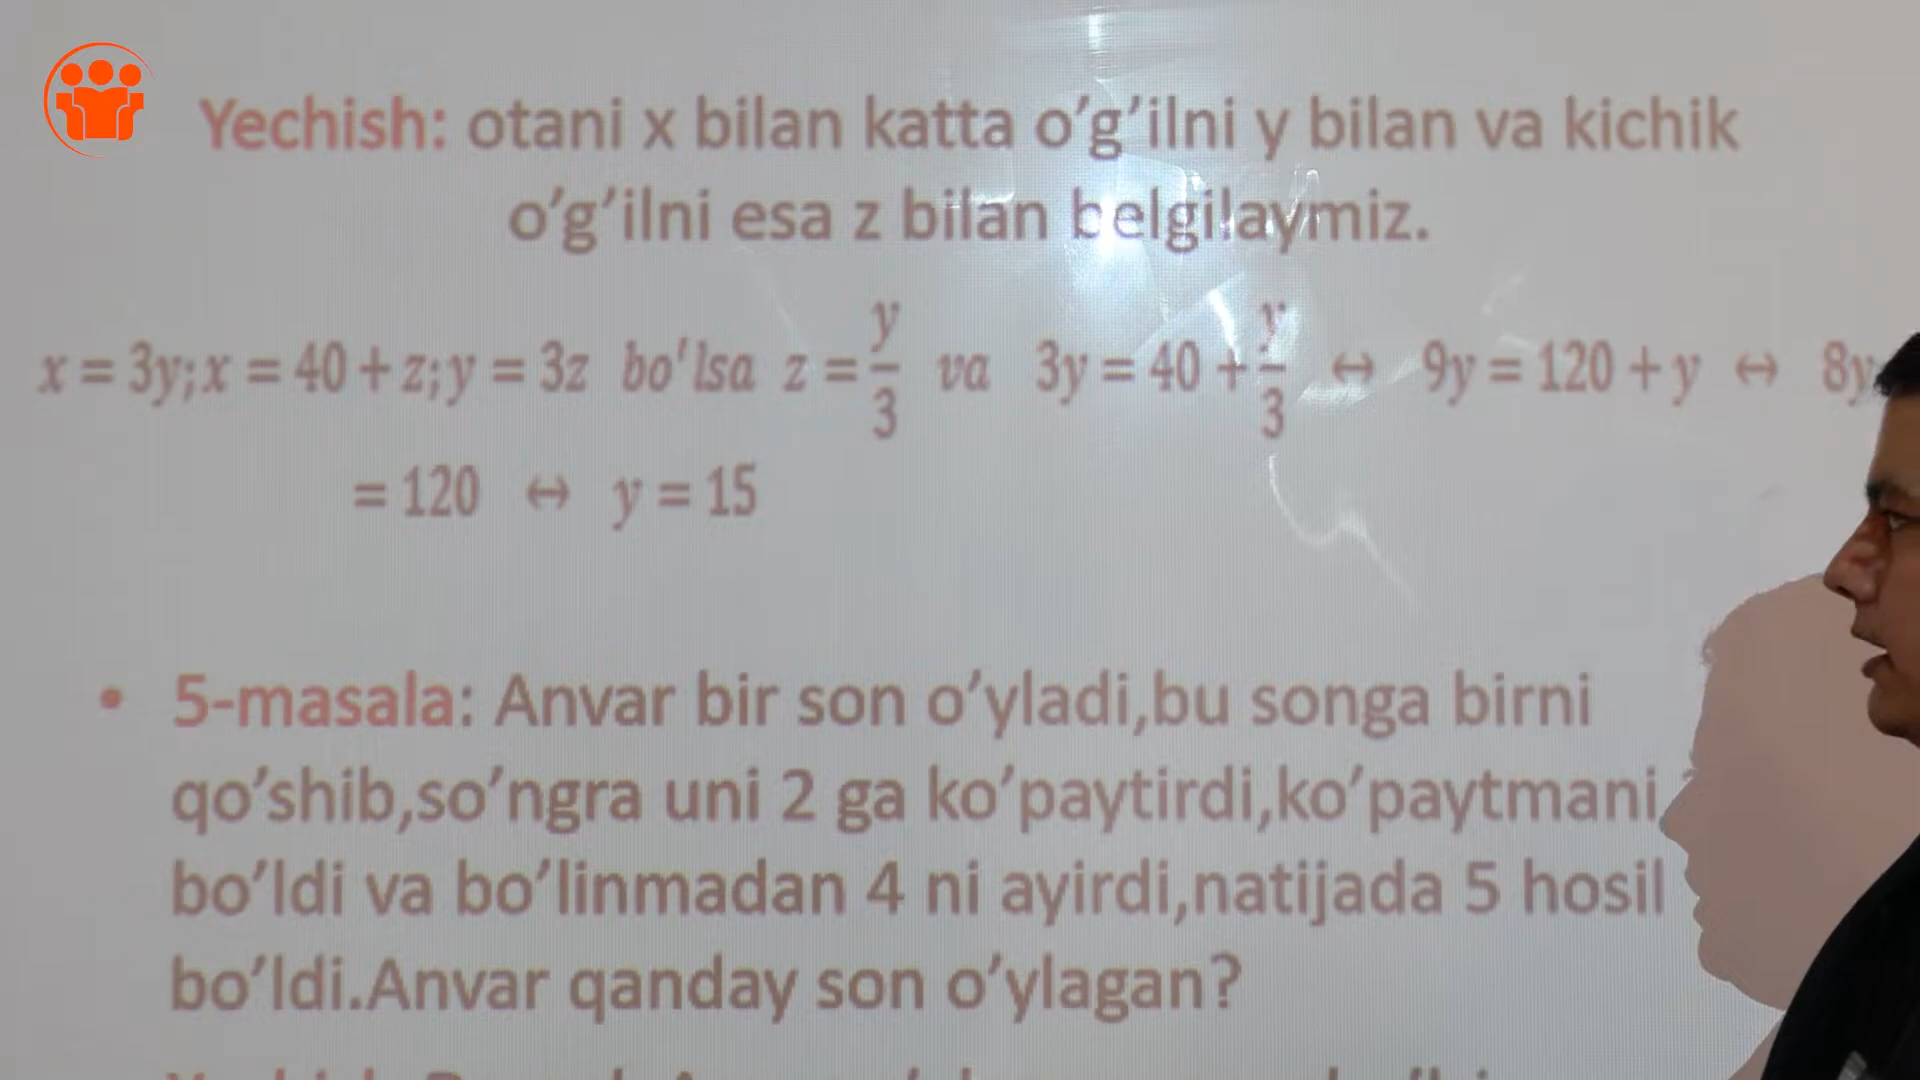 Yechish: otani x bilan katta o’g’ilni y bilan va kichik
o’g’ilni esa z bilan belgilaymiz.
x = 3y; x = 40 + z; y = 3z bo'lsa z = y/3 va 3y = 40 + y/3 ↔ 9y = 120 + y ↔ 8y
= 120 ↔ y = 15
• 5-masala: Anvar bir son o’yladi,bu songa birni
qo’shib,so’ngra uni 2 ga ko’paytirdi,ko’paytmani
bo’ldi va bo’linmadan 4 ni ayirdi,natijada 5 hosil
bo’ldi.Anvar qanday son o’ylagan?